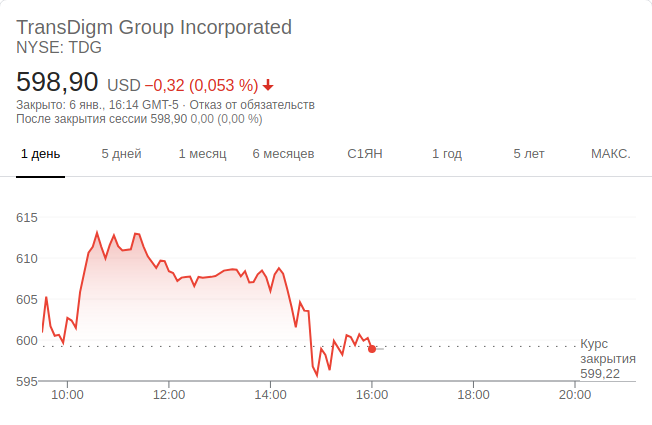 TransDigm Group Incorporated
NYSE: TDG
598,90 USD −0,32 (0,053 %)
Закрыто: 6 янв., 16:14 GMT-5 · Отказ от обязательств
После закрытия сессии 598,90 0,00 (0,00 %)
1 день 5 дней 1 месяц 6 месяцев С1ЯН 1 год 5 лет МАКС.
615
610
605
600
595
Курс
закрытия
599,22
10:00 12:00 14:00 16:00 18:00 20:00